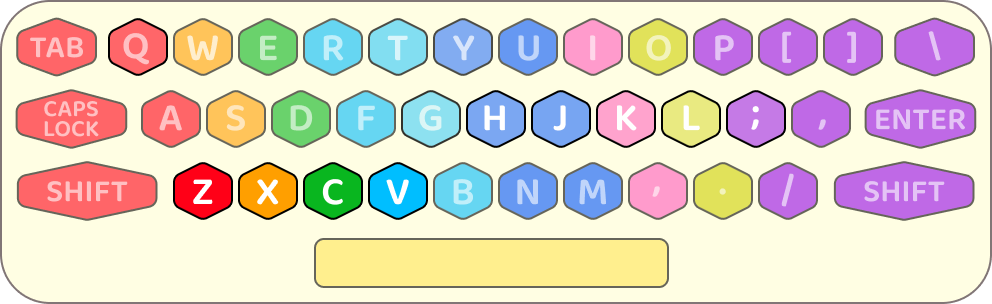 TAB Q W E R T Y U I O P [ ] \
CAPS LOCK A S D F G H J K L ; , ENTER
SHIFT Z X C V B N M , . / SHIFT